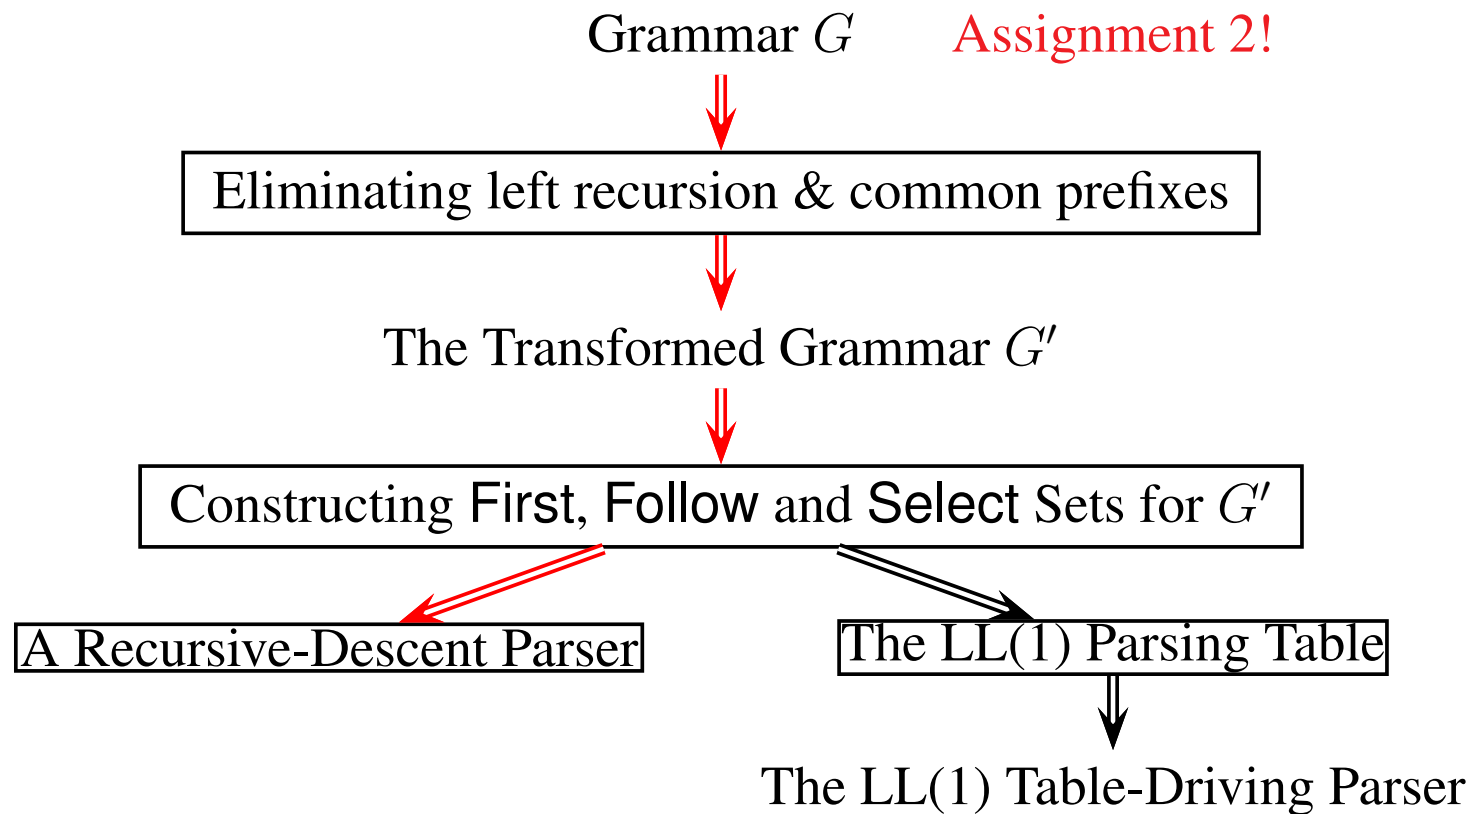 Grammar G Assignment 2!
Eliminating left recursion & common prefixes
The Transformed Grammar G′
Constructing First, Follow and Select Sets for G′
A Recursive-Descent Parser
The LL(1) Parsing Table
The LL(1) Table-Driving Parser